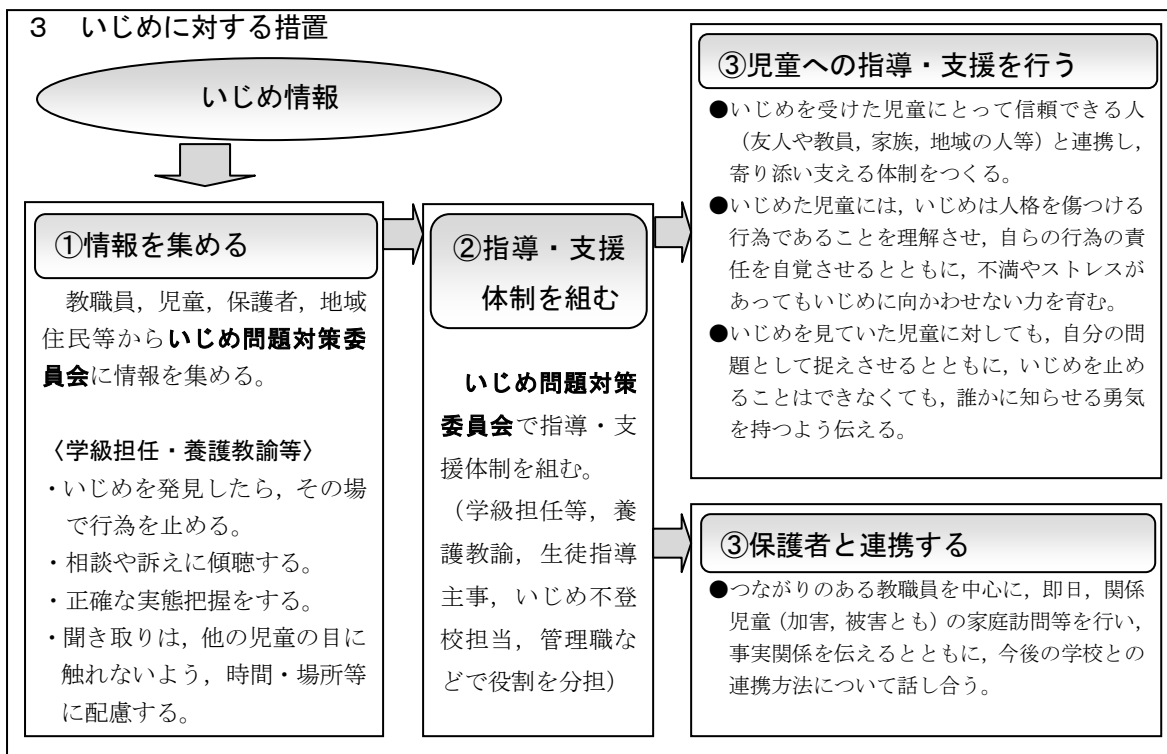 3 いじめに対する措置
いじめ情報
①情報を集める
教職員,児童,保護者,地域
住民等からいじめ問題対策委
員会に情報を集める。
〈学級担任・養護教諭等〉
・いじめを発見したら,その場
で行為を止める。
・相談や訴えに傾聴する。
・正確な実態把握をする。
・聞き取りは,他の児童の目に
触れないよう,時間・場所等
に配慮する。
②指導・支援
体制を組む
いじめ問題対策
委員会で指導・支
援体制を組む。
(学級担任等,養
護教諭,生徒指導
主事,いじめ不登
校担当,管理職な
どで役割を分担)
③児童への指導・支援を行う
●いじめを受けた児童にとって信頼できる人
(友人や教員,家族,地域の人等)と連携し,
寄り添い支える体制をつくる。
●いじめた児童には,いじめは人格を傷つける
行為であることを理解させ,自らの行為の責
任を自覚させるとともに,不満やストレスが
あってもいじめに向かわせない力を育む。
●いじめを見ていた児童に対しても,自分の問
題として捉えさせるとともに,いじめを止め
ることはできなくても,誰かに知らせる勇気
を持つよう伝える。
③保護者と連携する
●つながりのある教職員を中心に,即日,関係
児童(加害,被害とも)の家庭訪問等を行い,
事実関係を伝えるとともに,今後の学校との
連携方法について話し合う。